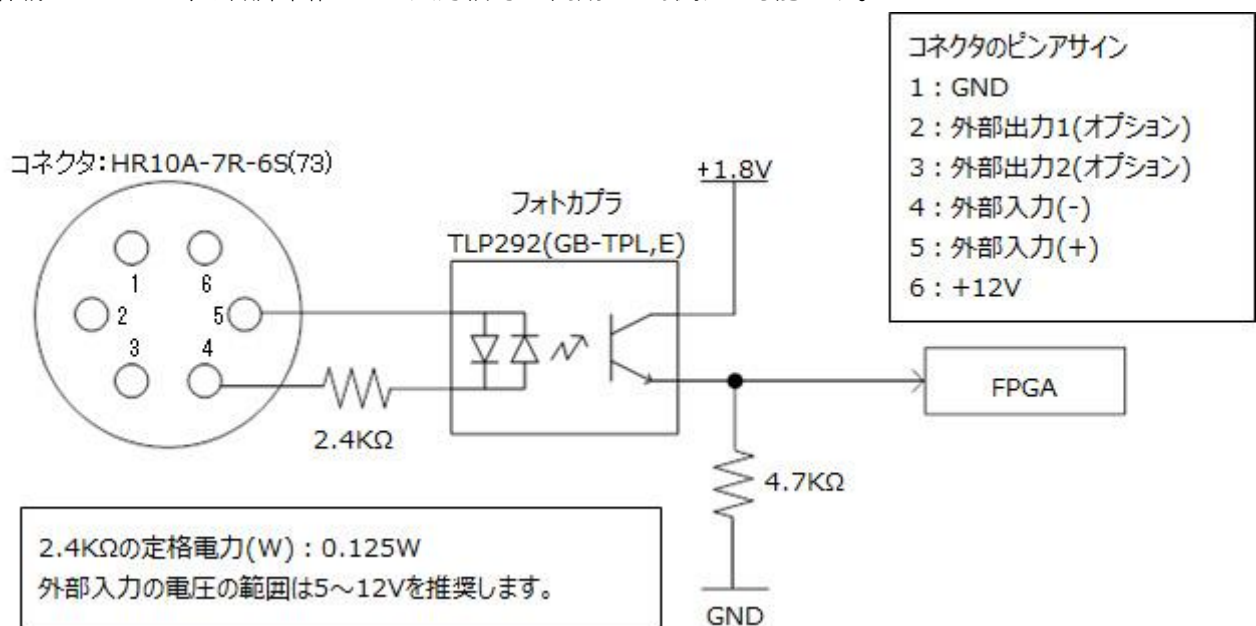 コネクタのピンアサイン
1：GND
2：外部出力1(オプション)
3：外部出力2(オプション)
4：外部入力(-)
5：外部入力(+)
6：+12V
コネクタ：HR10A-7R-6S(73)
+1.8V
フォトカプラ
TLP292(GB-TPL,E)
1
6
2
5
3
4
FPGA
2.4KΩ
4.7KΩ
2.4KΩの定格電力(W)：0.125W
外部入力の電圧の範囲は5～12Vを推奨します。
GND